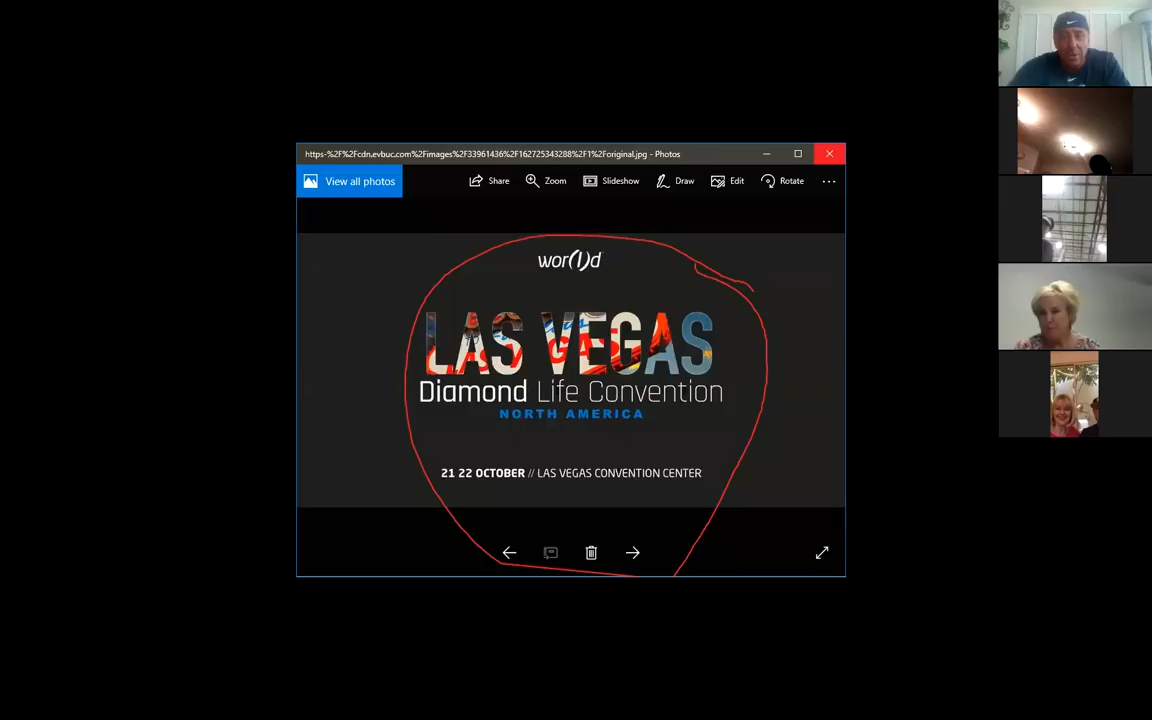 https-%2F%2Fcdn.evbuc.com%2Fimages%2F33961436%2F162725343288%2F1%2Foriginal.jpg - Photos
View all photos
Share
Zoom
Slideshow
Draw
Edit
Rotate
wor(l)d
LAS VEGAS
Diamond Life Convention
NORTH AMERICA
21 22 OCTOBER // LAS VEGAS CONVENTION CENTER